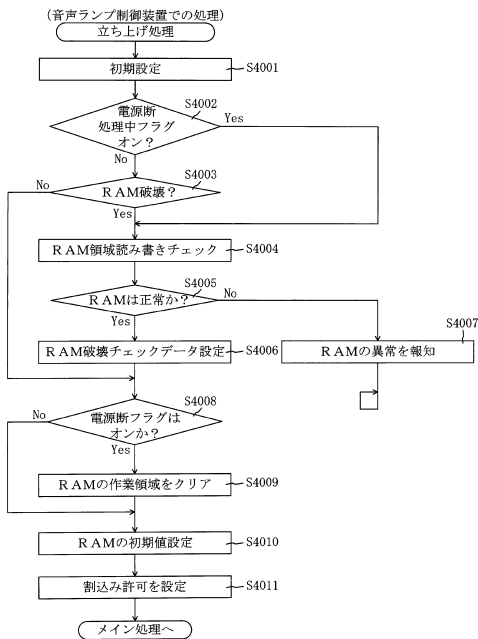 (音声ランプ制御装置での処理)
立ち上げ処理
初期設定
S4001
電源断
処理中フラグ
オン？
S4002
Yes
No
RAM破壊？
S4003
No
Yes
RAM領域読み書きチェック
S4004
RAMは正常か？
S4005
No
Yes
RAM破壊チェックデータ設定
S4006
RAMの異常を報知
S4007
電源断フラグは
オンか？
S4008
No
Yes
RAMの作業領域をクリア
S4009
RAMの初期値設定
S4010
割込み許可を設定
S4011
メイン処理へ